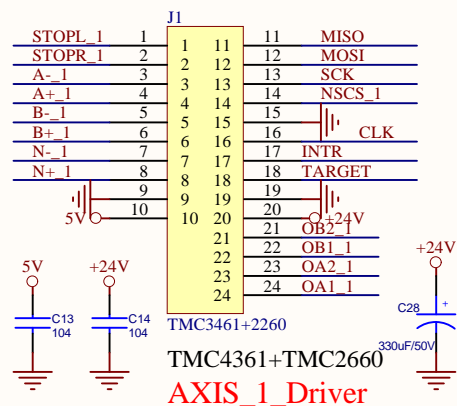 J1
STOPL_1 1 1 11 11 MISO
STOPR_1 2 2 12 12 MOSI
A-_1 3 3 13 13 SCK
A+_1 4 4 14 14 NSCS_1
B-_1 5 5 15 15
B+_1 6 6 16 16 CLK
N-_1 7 7 17 17 INTR
N+_1 8 8 18 18 TARGET
9 9 19 19
5V 10 10 20 20 +24V
21 21 OB2_1
22 22 OB1_1
23 23 OA2_1
24 24 OA1_1
TMC3461+2260
TMC4361+TMC2660
AXIS_1_Driver
5V
C13
104
+24V
C14
104
+24V
C28
+
330uF/50V